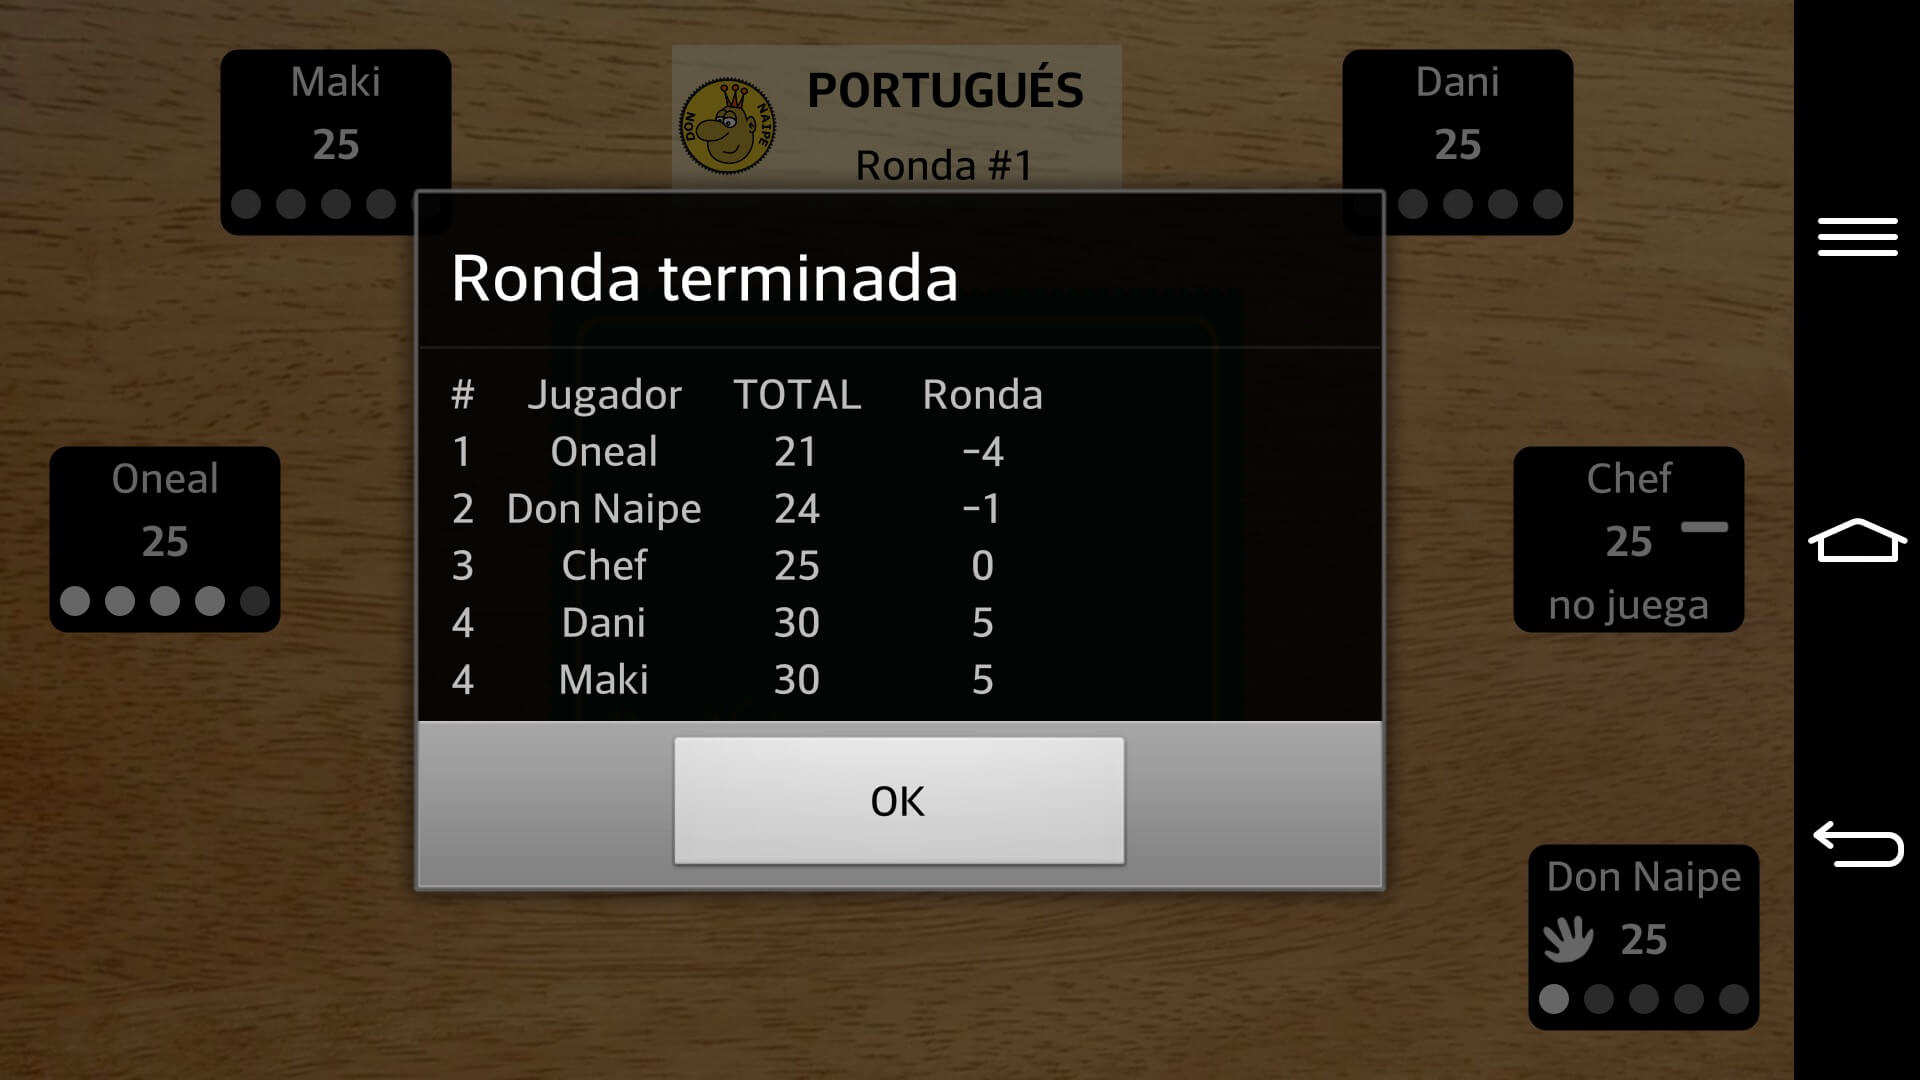 Maki
25
DON NAIPE
PORTUGUÉS
Ronda #1
Dani
25
Ronda terminada
# Jugador TOTAL Ronda
1 Oneal 21 -4
2 Don Naipe 24 -1
3 Chef 25 0
4 Dani 30 5
4 Maki 30 5
OK
Oneal
25
Chef
25
no juega
Don Naipe
25